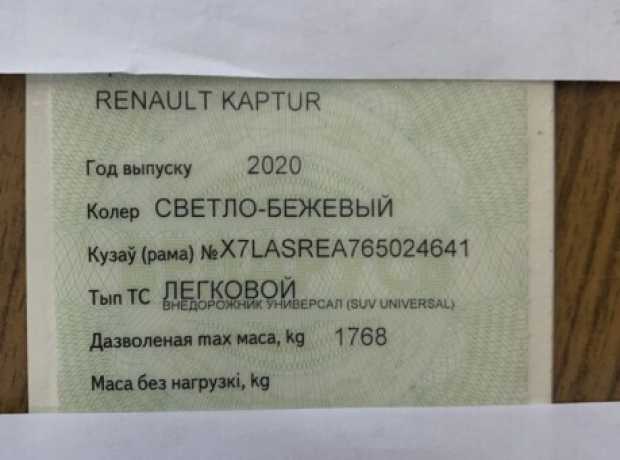 RENAULT KAPTUR
Год выпуску 2020
Колер СВЕТЛО-БЕЖЕВЫЙ
Кузаў (рама) №X7LASREA765024641
Тып ТС ЛЕГКОВОЙ
ВНЕДОРОЖНИК УНИВЕРСАЛ (SUV UNIVERSAL)
Дазволеная max маса, kg 1768
Маса без нагрузкі, kg